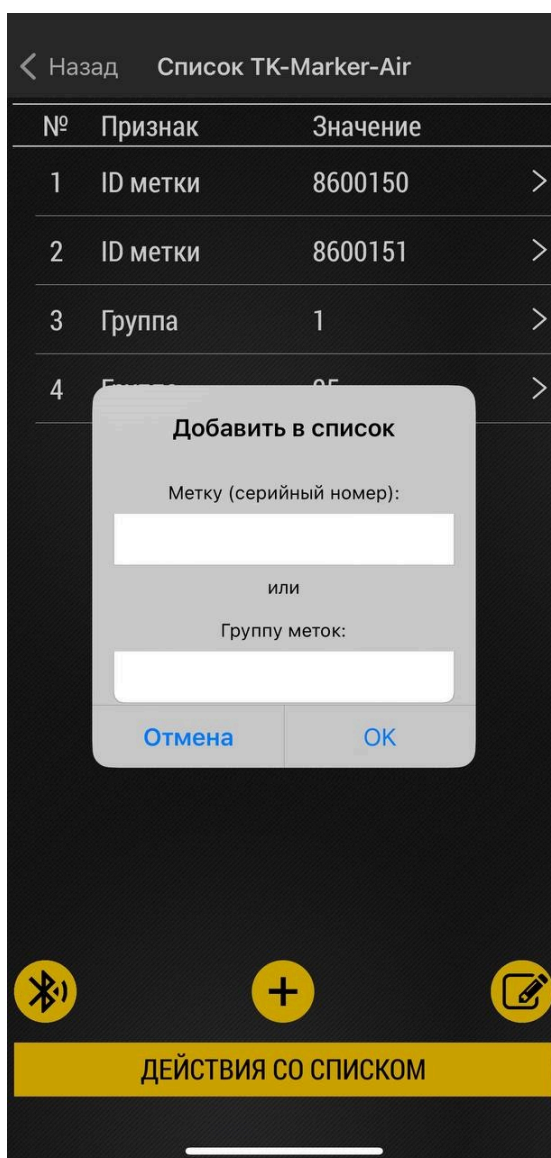 Назад Список TK-Marker-Air
№ Признак Значение
1 ID метки 8600150
2 ID метки 8600151
3 Группа 1
4
Добавить в список
Метку (серийный номер):
или
Группу меток:
Отмена OK
ДЕЙСТВИЯ СО СПИСКОМ